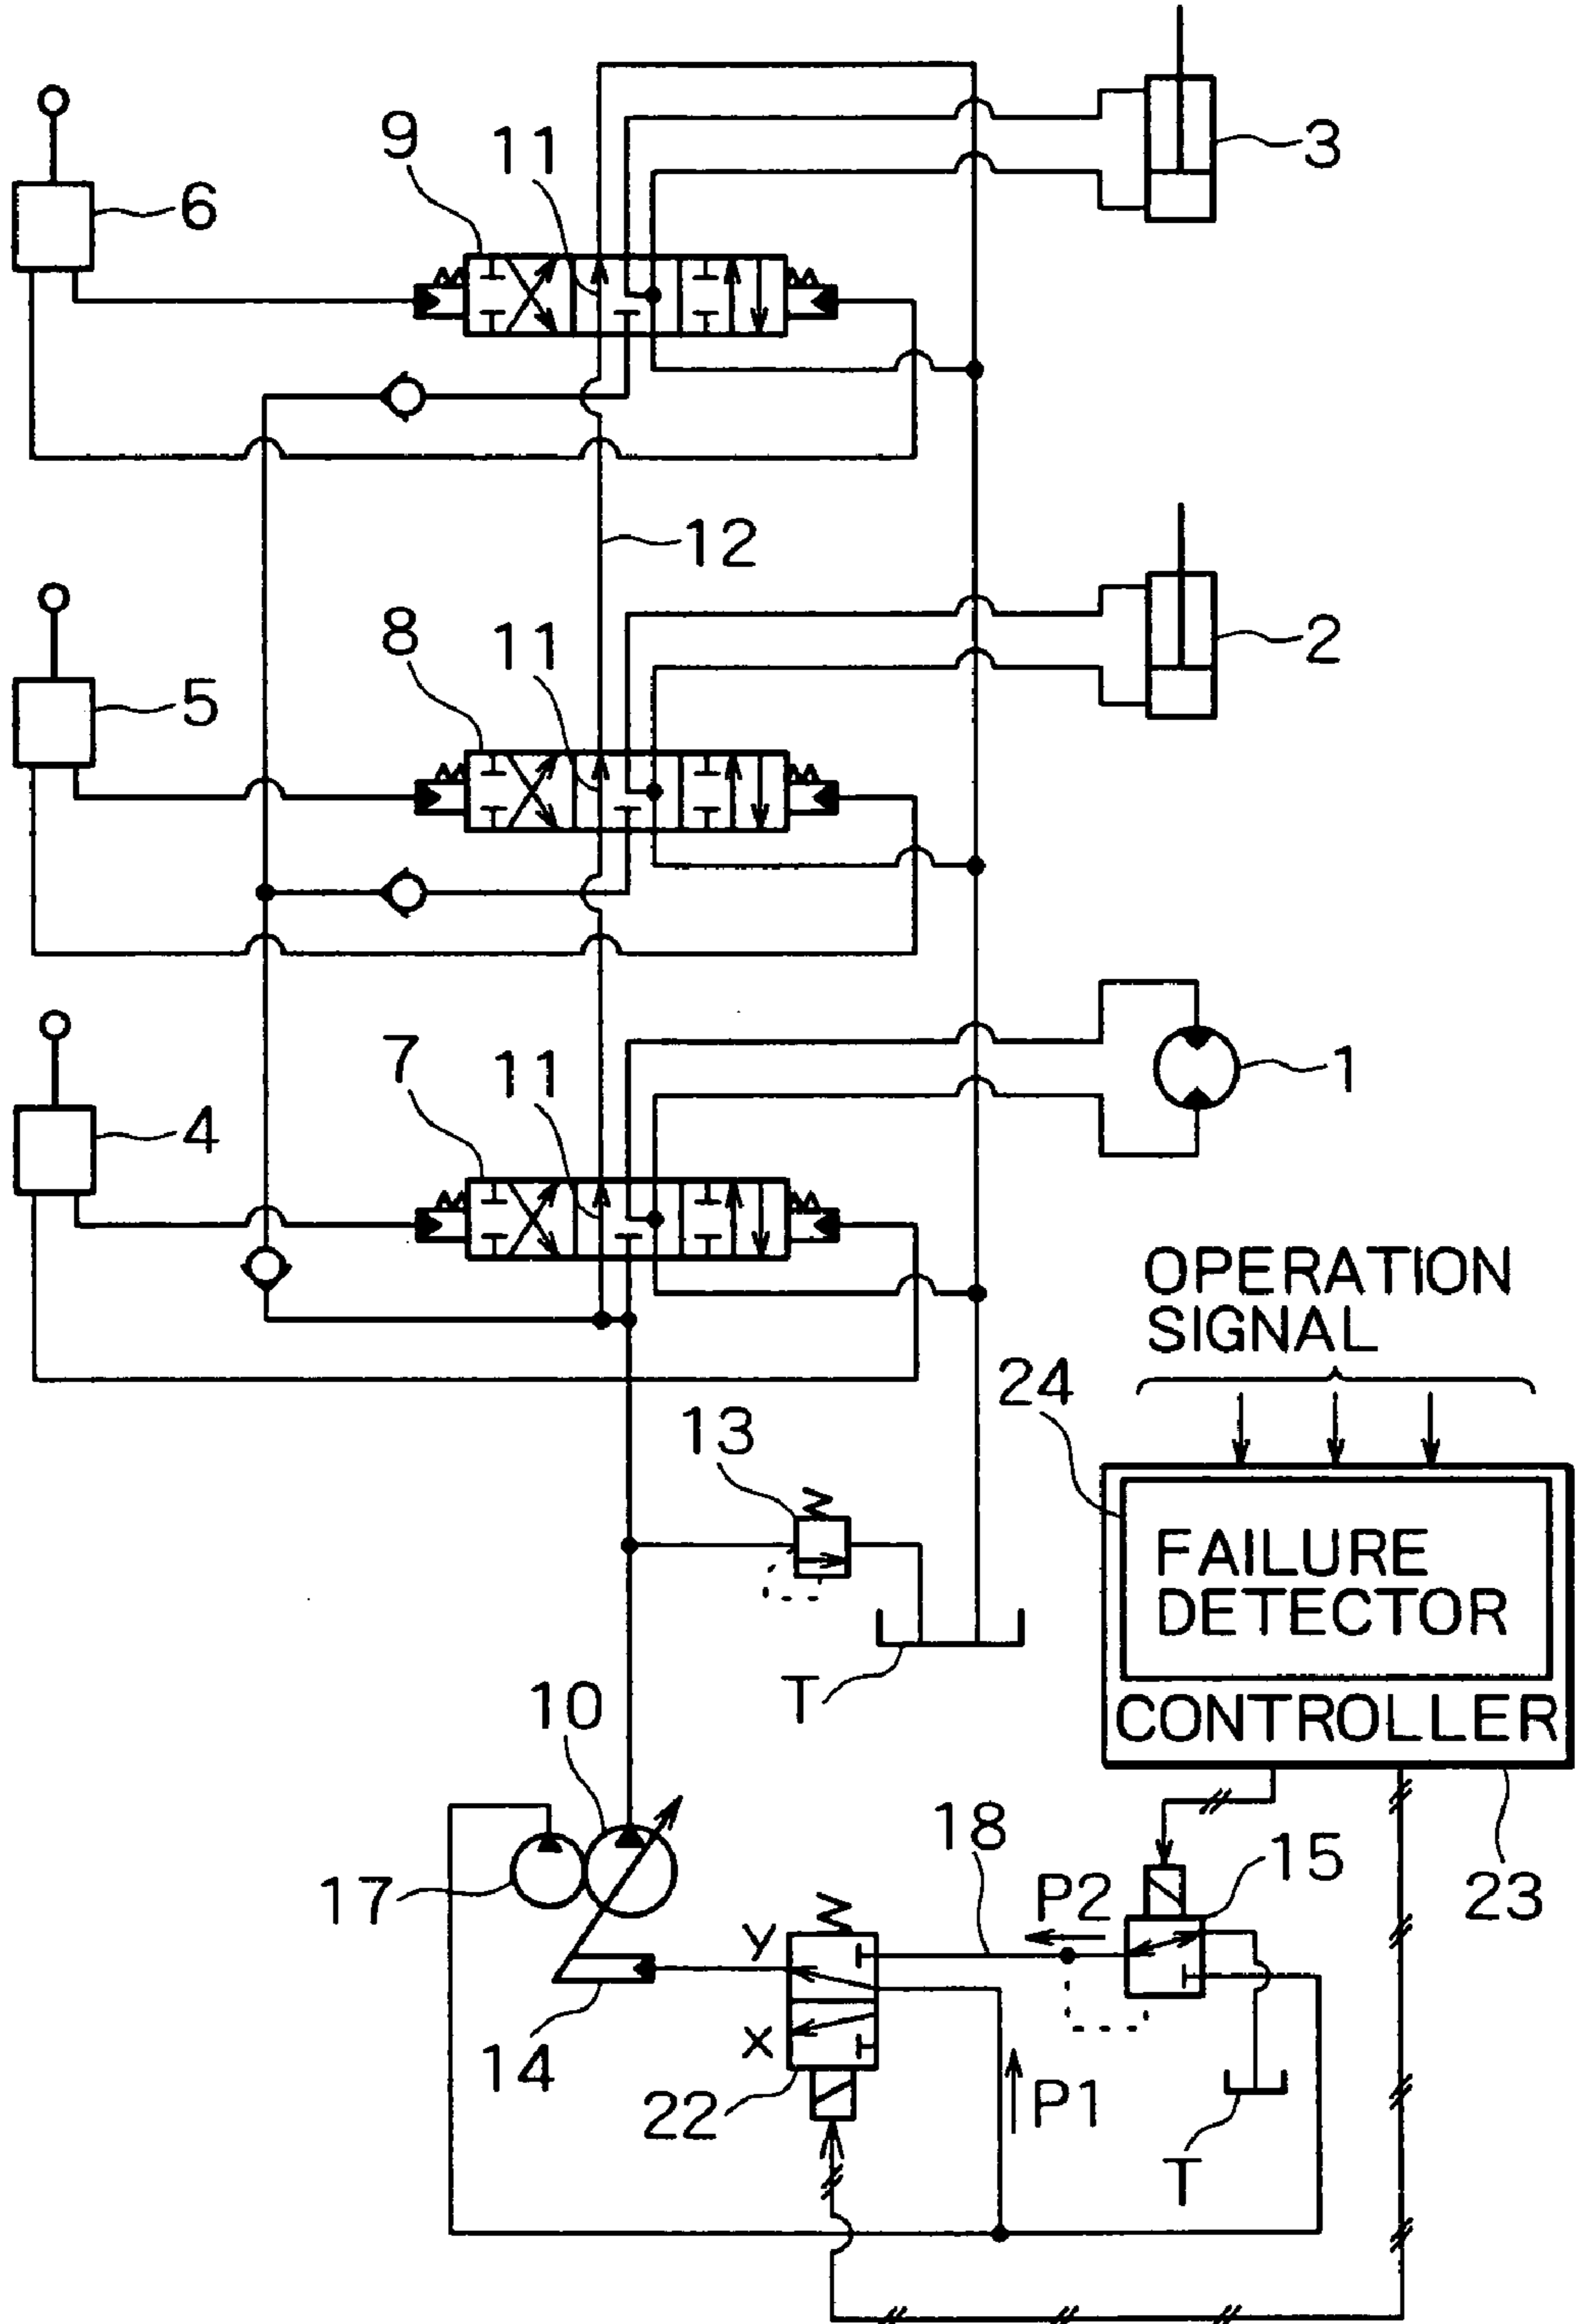 3
9
11
6
12
2
8
11
5
1
7
11
4
OPERATION
SIGNAL
24
13
FAILURE
DETECTOR
T
CONTROLLER
10
18
15
17
P2
23
y
x
14
22
P1
T